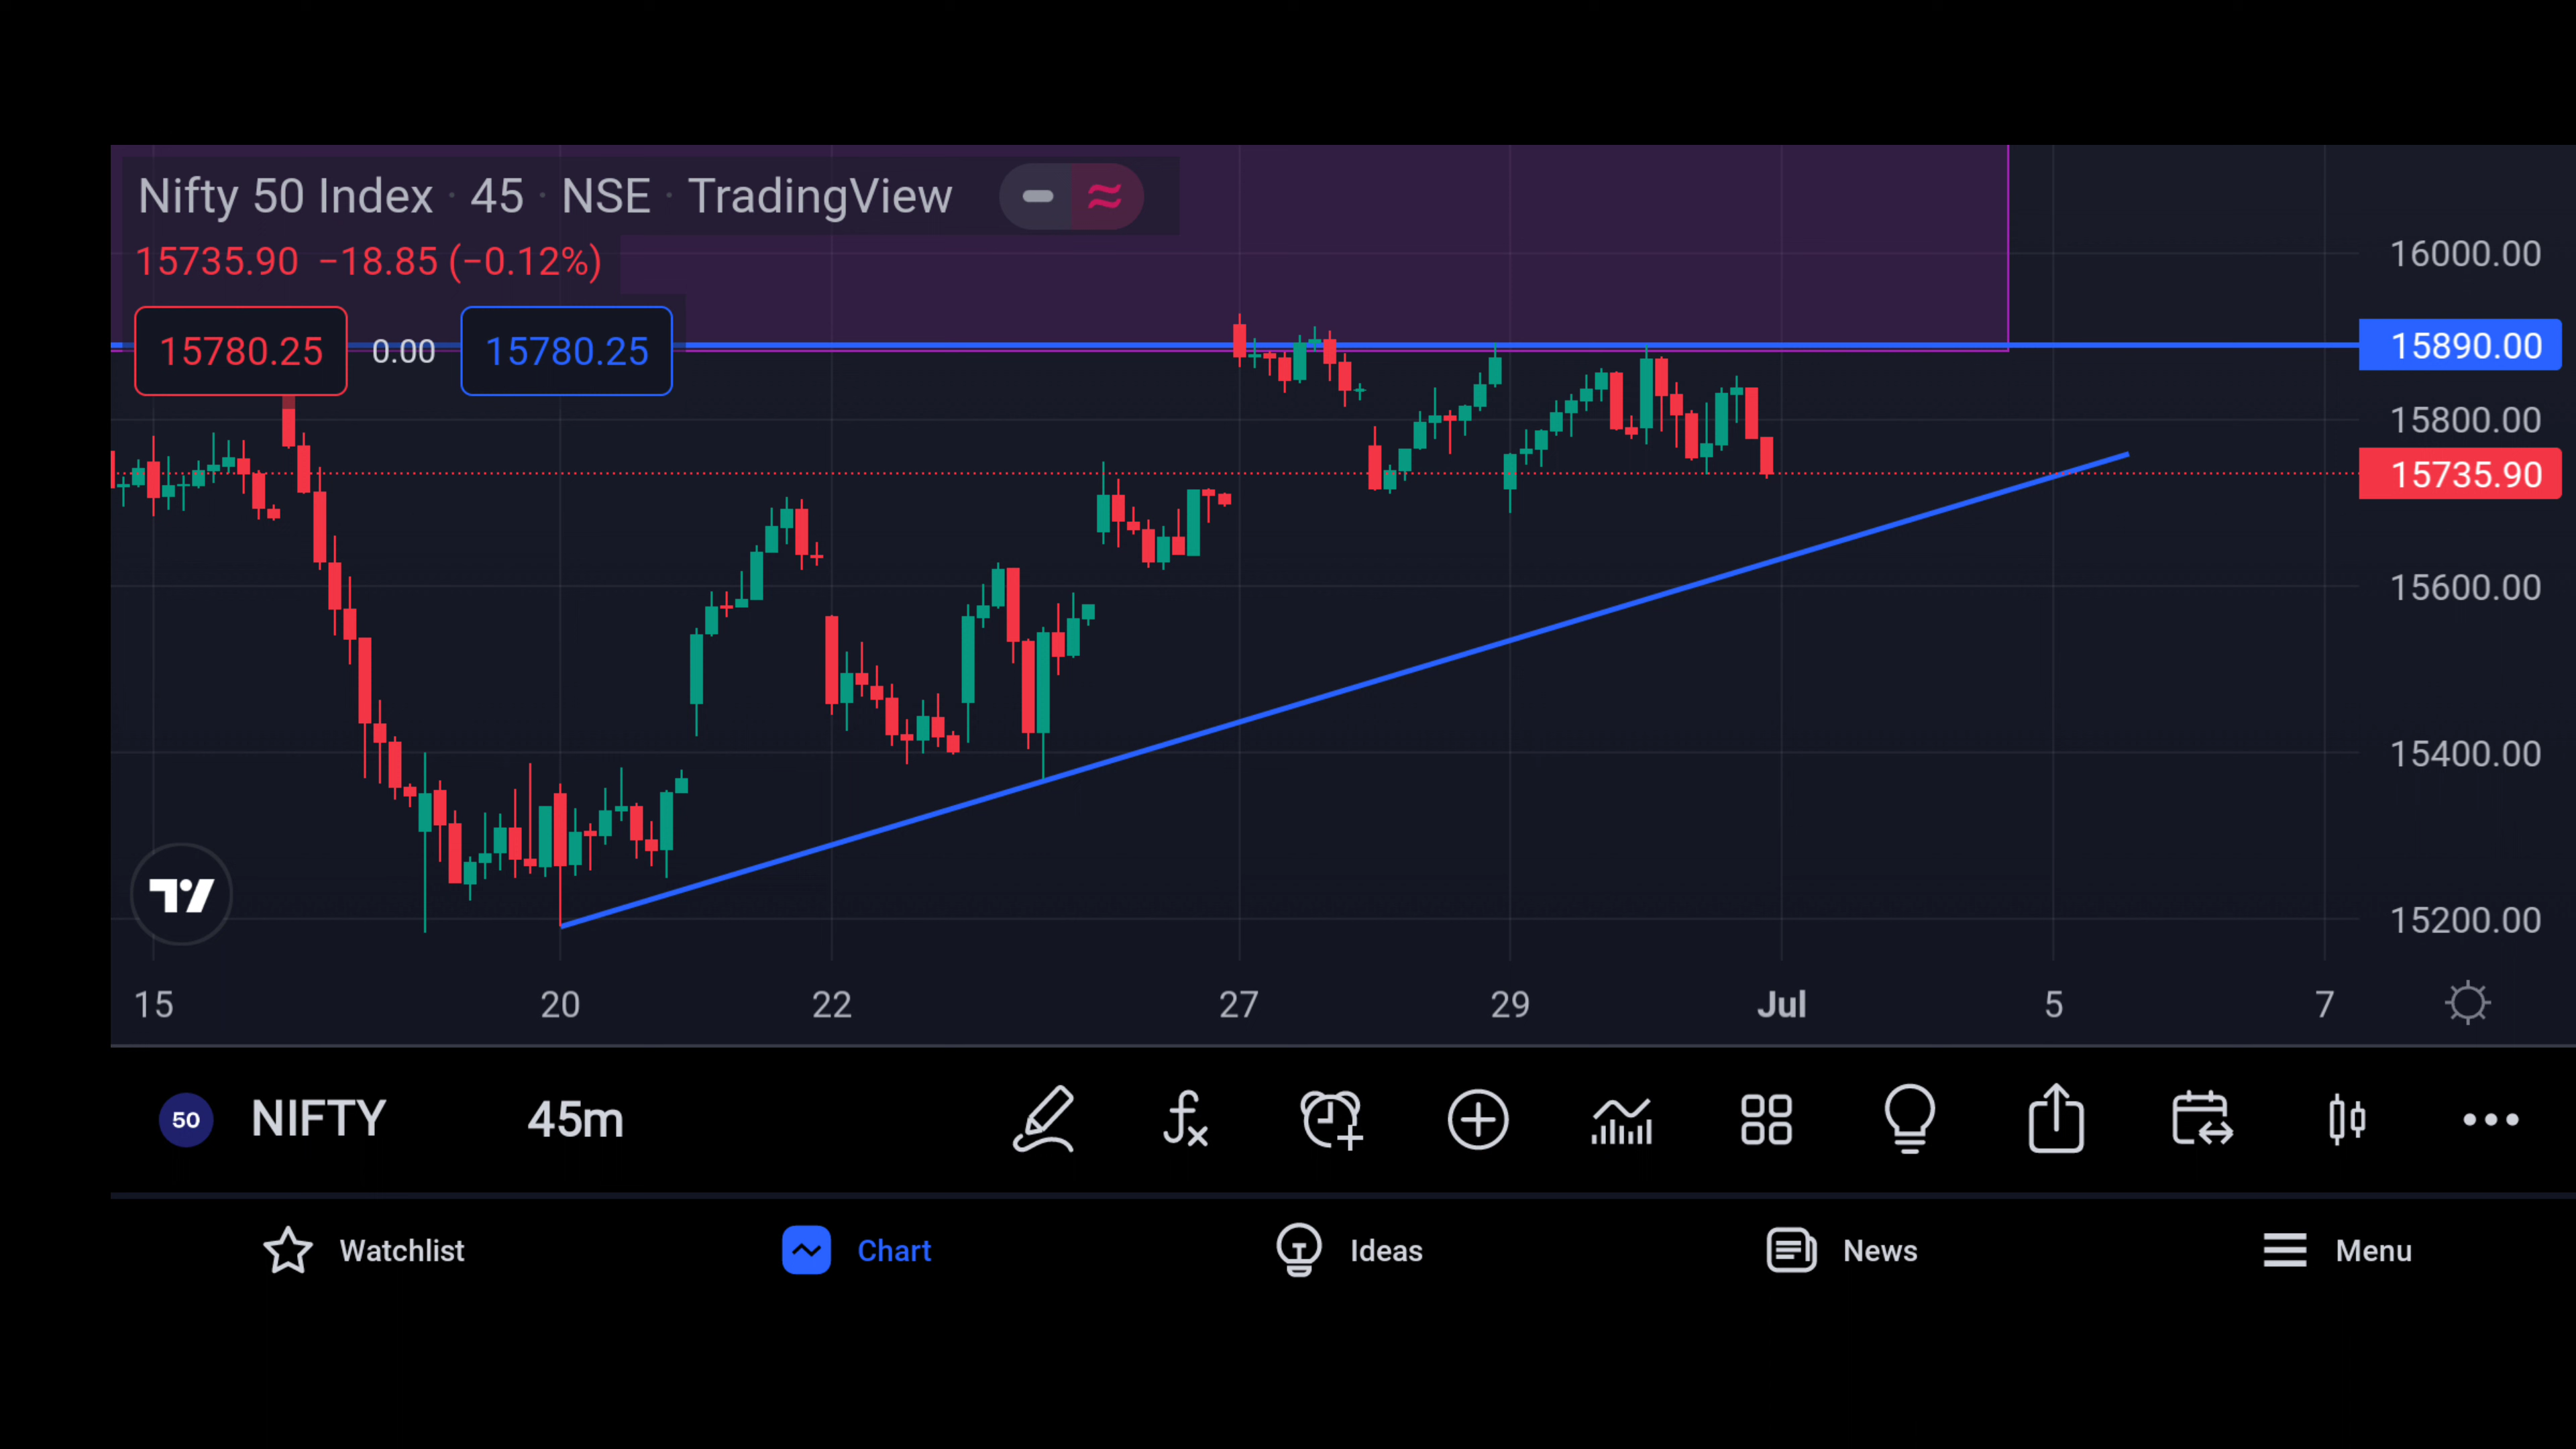 Nifty 50 Index · 45 · NSE · TradingView
15735.90 −18.85 (−0.12%)
15780.25 0.00 15780.25
16000.00
15890.00
15800.00
15735.90
15600.00
15400.00
15200.00
15 20 22 27 29 Jul 5 7
50 NIFTY 45m
Watchlist Chart Ideas News Menu